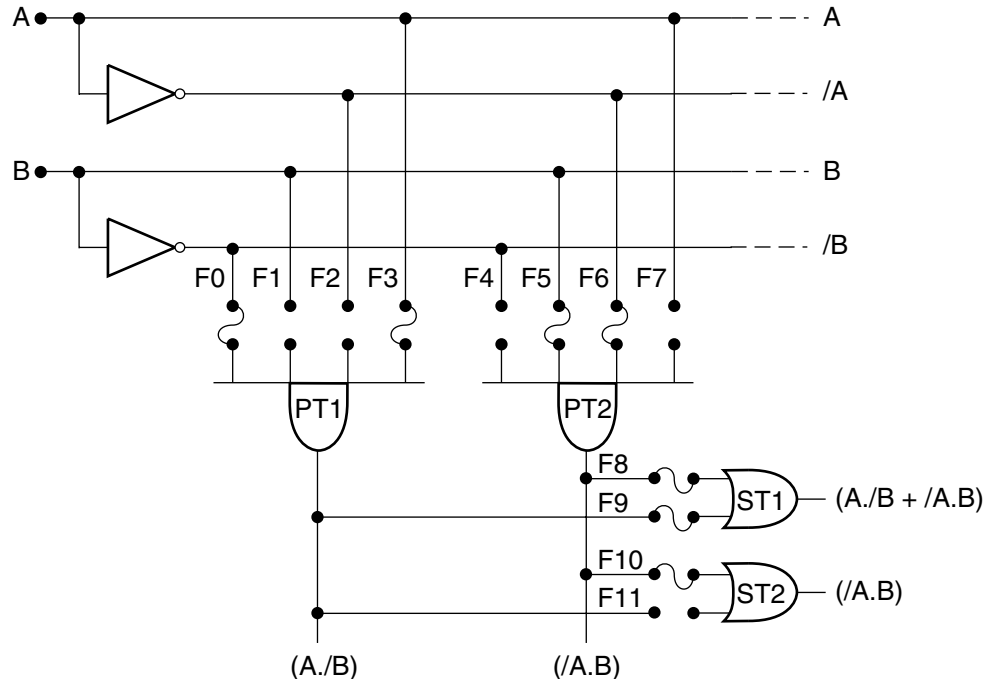 A A
/A
B B
/B
F0 F1 F2 F3 F4 F5 F6 F7
PT1 PT2
F8
ST1 (A./B + /A.B)
F9
F10
ST2 (/A.B)
F11
(A./B) (/A.B)